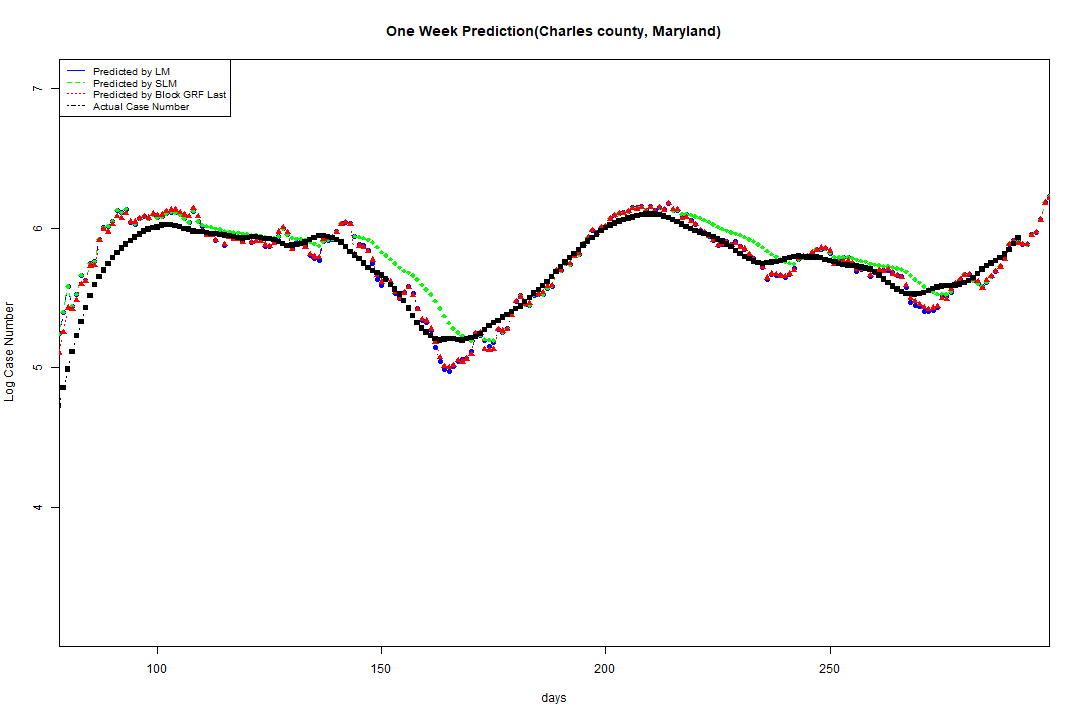 One Week Prediction(Charles county, Maryland)
Predicted by LM
Predicted by SLM
Predicted by Block GRF Last
Actual Case Number
7
6
5
4
Log Case Number
100 150 200 250
days